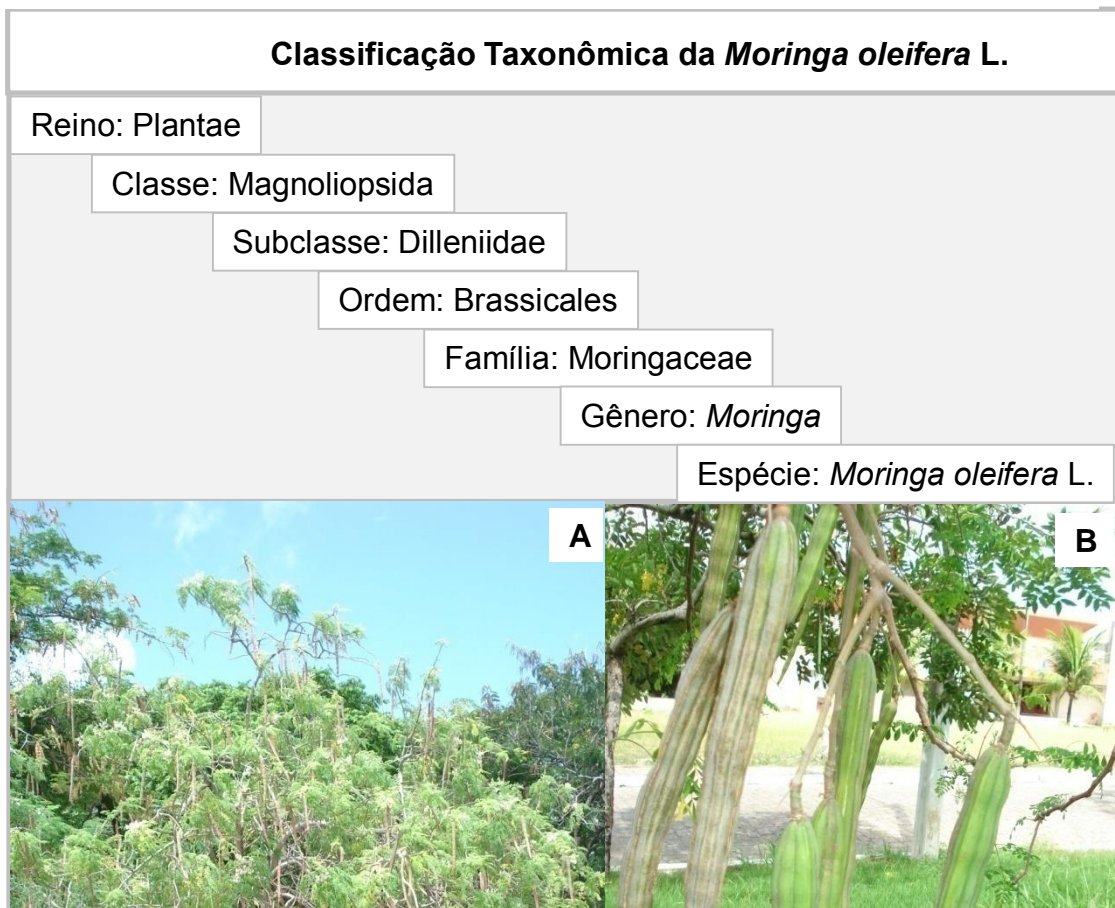 Classificação Taxonômica da Moringa oleifera L.
Reino: Plantae
Classe: Magnoliopsida
Subclasse: Dilleniidae
Ordem: Brassicales
Família: Moringaceae
Gênero: Moringa
Espécie: Moringa oleifera L.
A
B